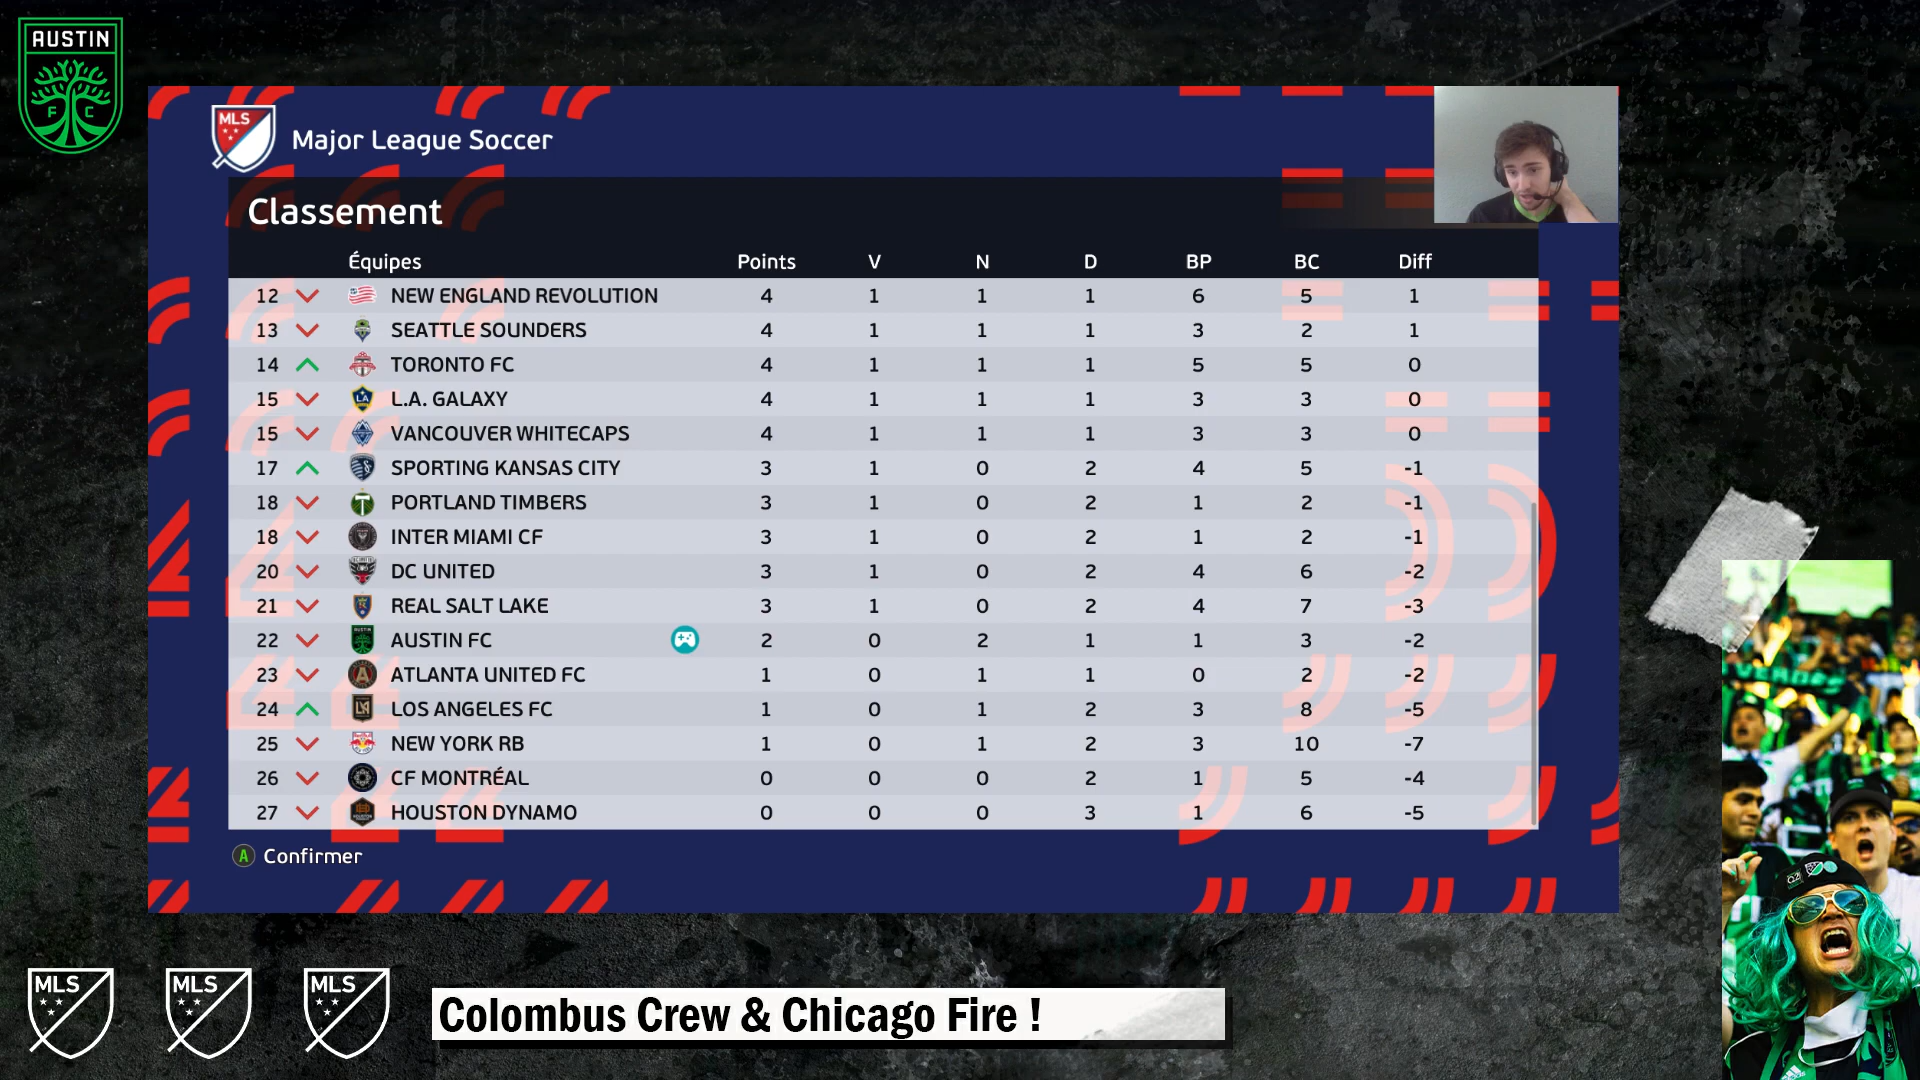 AUSTIN
FC
MLS
Major League Soccer
Classement
Équipes Points V N D BP BC Diff
12 NEW ENGLAND REVOLUTION 4 1 1 1 6 5 1
13 SEATTLE SOUNDERS 4 1 1 1 3 2 1
14 TORONTO FC 4 1 1 1 5 5 0
15 L.A. GALAXY 4 1 1 1 3 3 0
15 VANCOUVER WHITECAPS 4 1 1 1 3 3 0
17 SPORTING KANSAS CITY 3 1 0 2 4 5 -1
18 PORTLAND TIMBERS 3 1 0 2 1 2 -1
18 INTER MIAMI CF 3 1 0 2 1 2 -1
20 DC UNITED 3 1 0 2 4 6 -2
21 REAL SALT LAKE 3 1 0 2 4 7 -3
22 AUSTIN FC 2 0 2 1 1 3 -2
23 ATLANTA UNITED FC 1 0 1 1 0 2 -2
24 LOS ANGELES FC 1 0 1 2 3 8 -5
25 NEW YORK RB 1 0 1 2 3 10 -7
26 CF MONTRÉAL 0 0 0 2 1 5 -4
27 HOUSTON DYNAMO 0 0 0 3 1 6 -5
A Confirmer
VERDES
MLS MLS MLS
Colombus Crew & Chicago Fire !